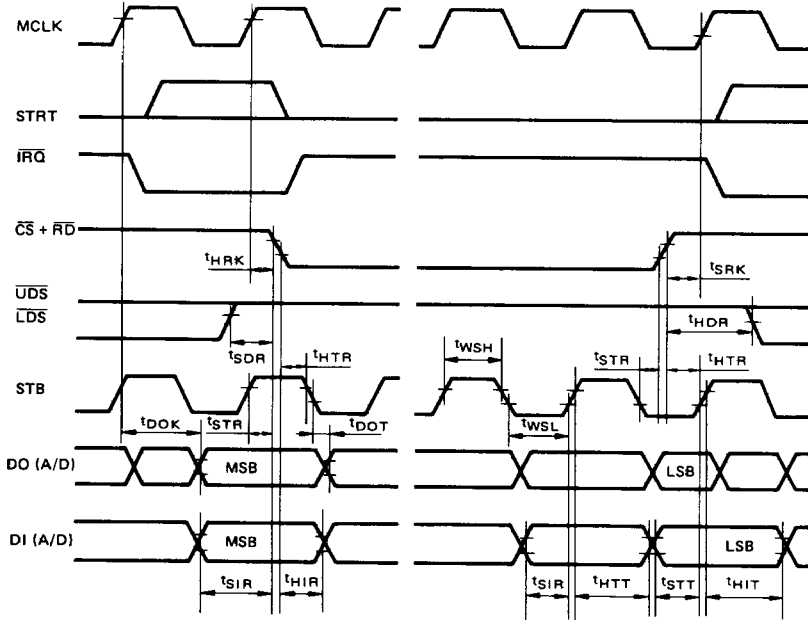 MCLK
STRT
IRQ
CS + RD
tHRK
tSRK
UDS
LDS
tHDR
tSDR
tHTR
tWSH
tSTR
tHTR
STB
tDOK
tSTR
tDOT
tWSL
DO (A/D)
MSB
LSB
DI (A/D)
MSB
LSB
tSIR
tHIR
tSIR
tHTT
tSTT
tHIT